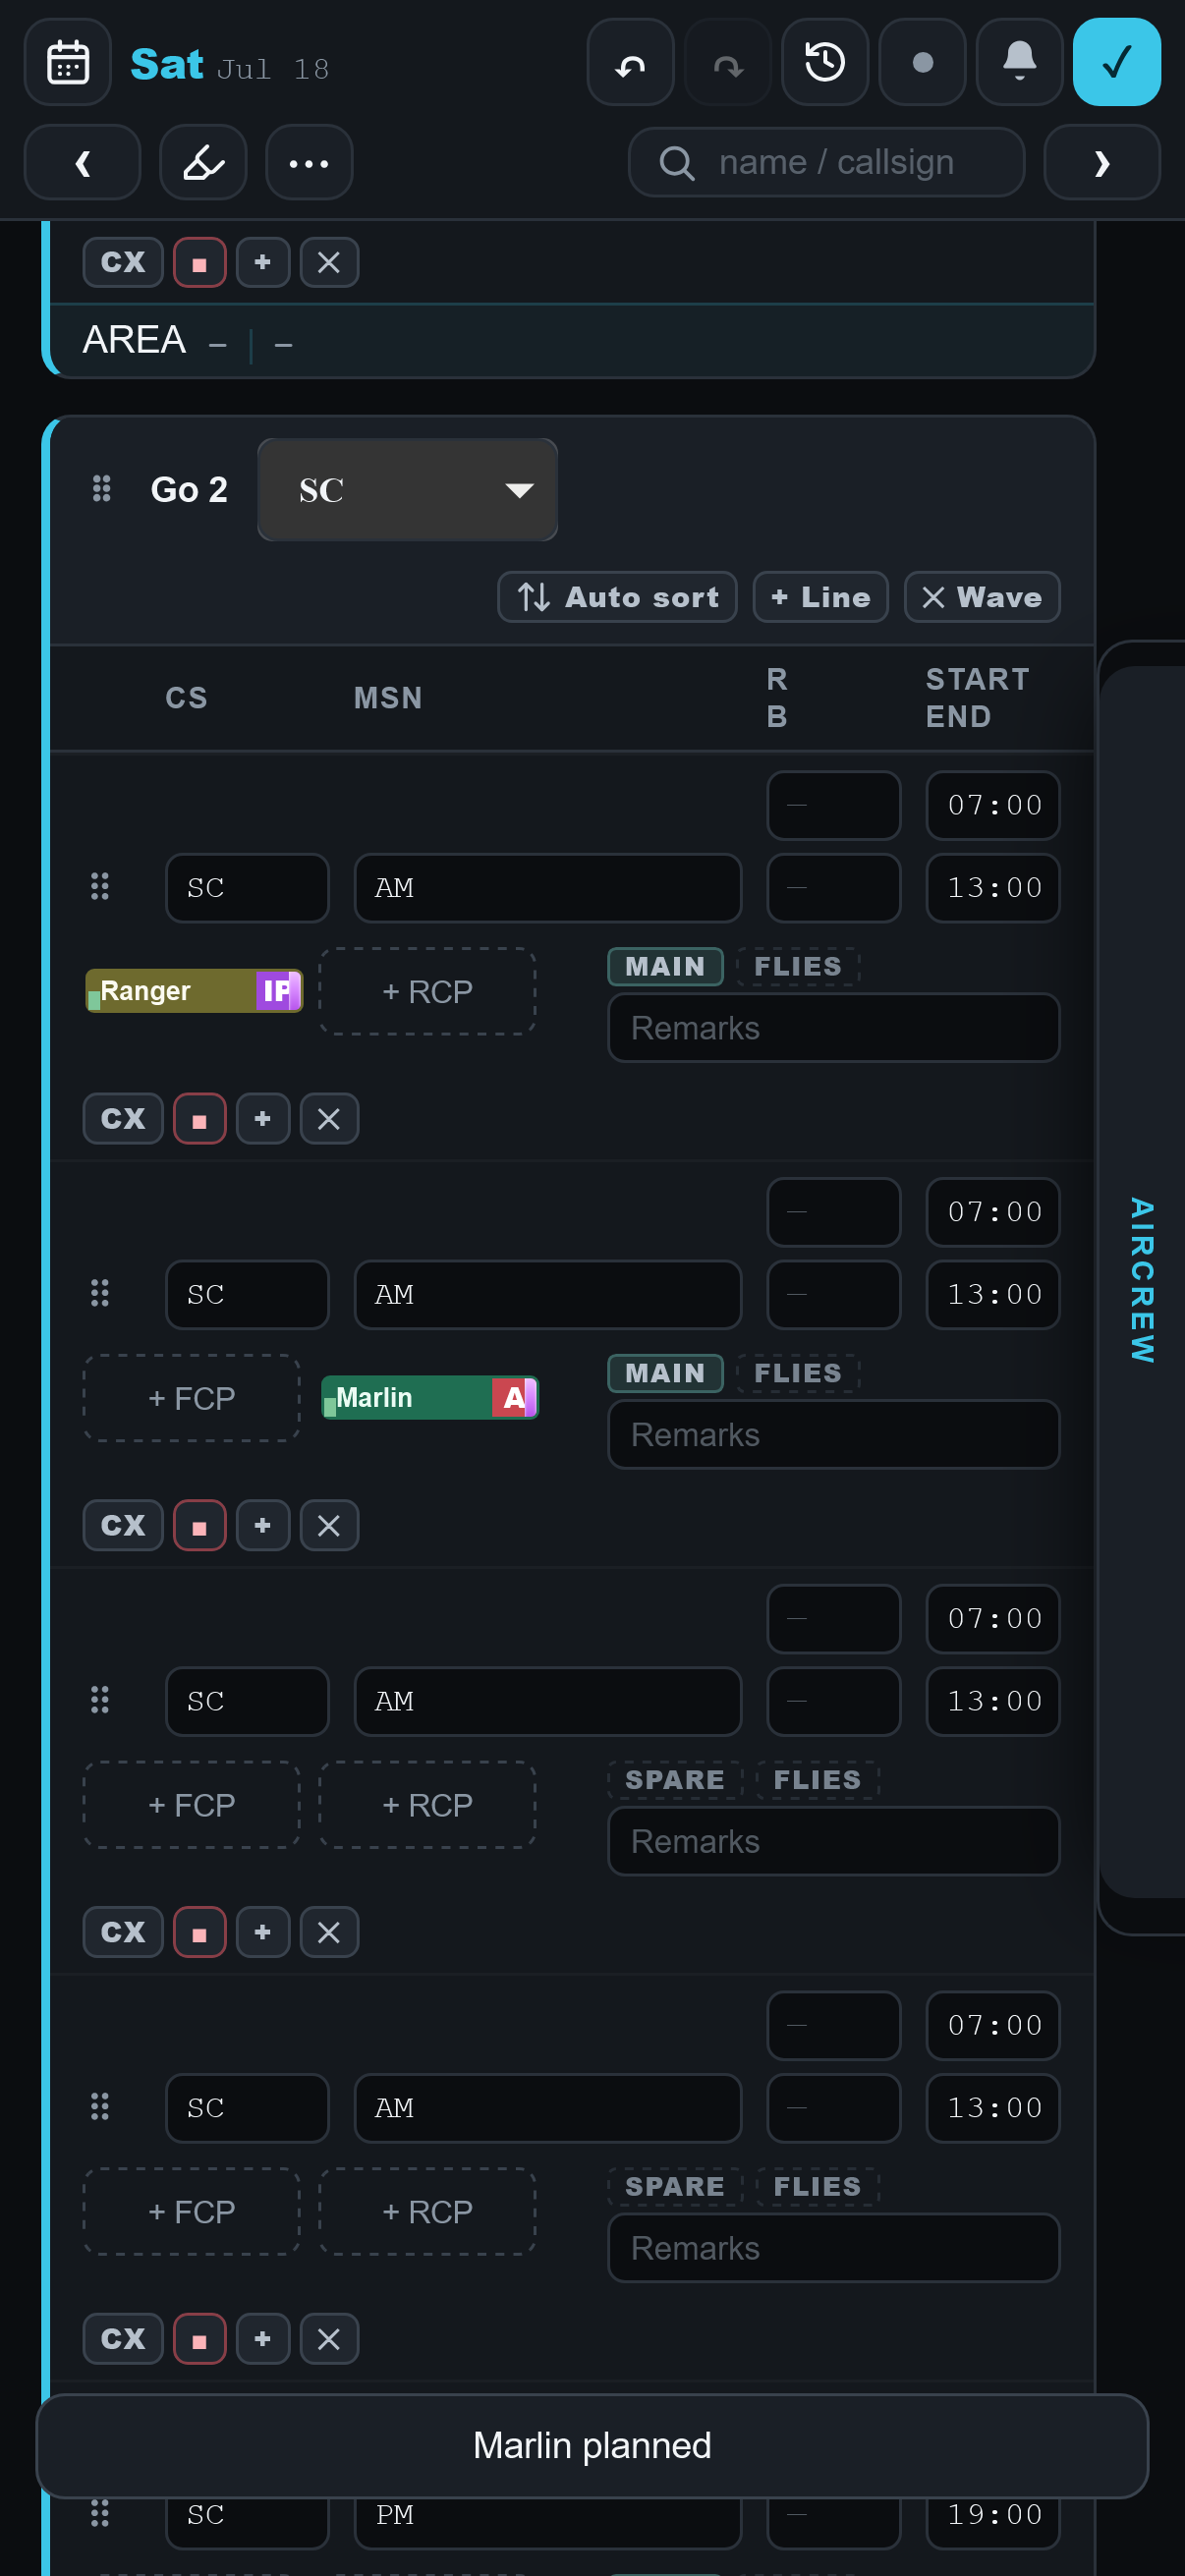 Sat Jul 18
name / callsign
CX +
AREA – | –
Go 2 SC
Auto sort + Line Wave
CS MSN R B START END
— 07:00
SC AM — 13:00
Ranger IP + RCP MAIN FLIES
Remarks
CX +
— 07:00
SC AM — 13:00
+ FCP Marlin A MAIN FLIES
Remarks
CX +
— 07:00
SC AM — 13:00
+ FCP + RCP SPARE FLIES
Remarks
CX +
— 07:00
SC AM — 13:00
+ FCP + RCP SPARE FLIES
Remarks
CX +
Marlin planned
SC PM — 19:00
AIRCREW